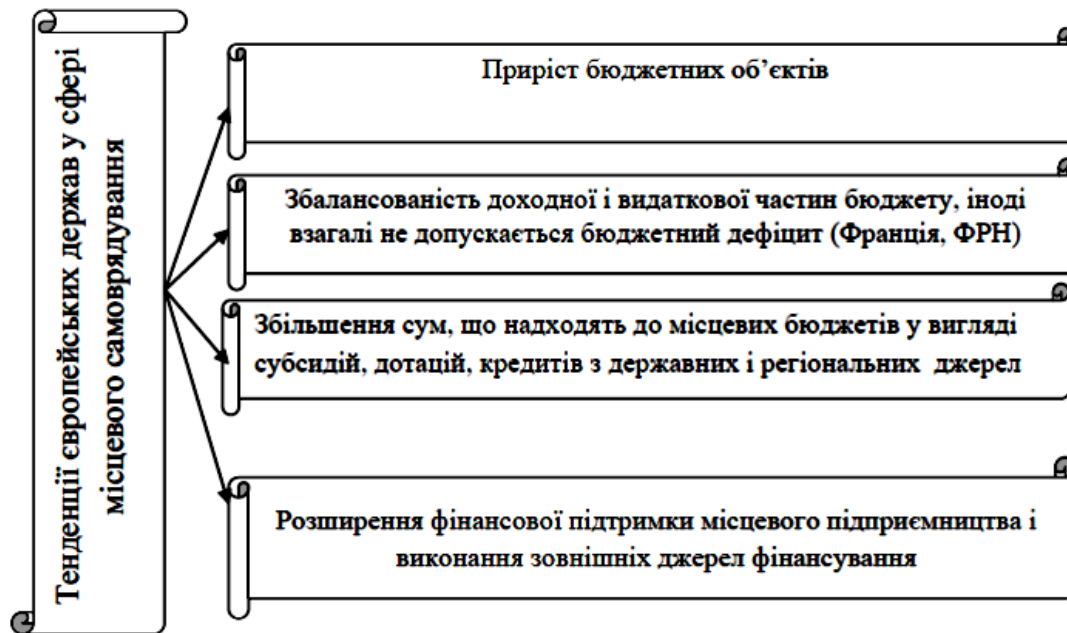 Тенденції європейських держав у сфері
місцевого самоврядування
Приріст бюджетних об’єктів
Збалансованість доходної і видаткової частин бюджету, іноді
взагалі не допускається бюджетний дефіцит (Франція, ФРН)
Збільшення сум, що надходять до місцевих бюджетів у вигляді
субсидій, дотацій, кредитів з державних і регіональних джерел
Розширення фінансової підтримки місцевого підприємництва і
виконання зовнішніх джерел фінансування